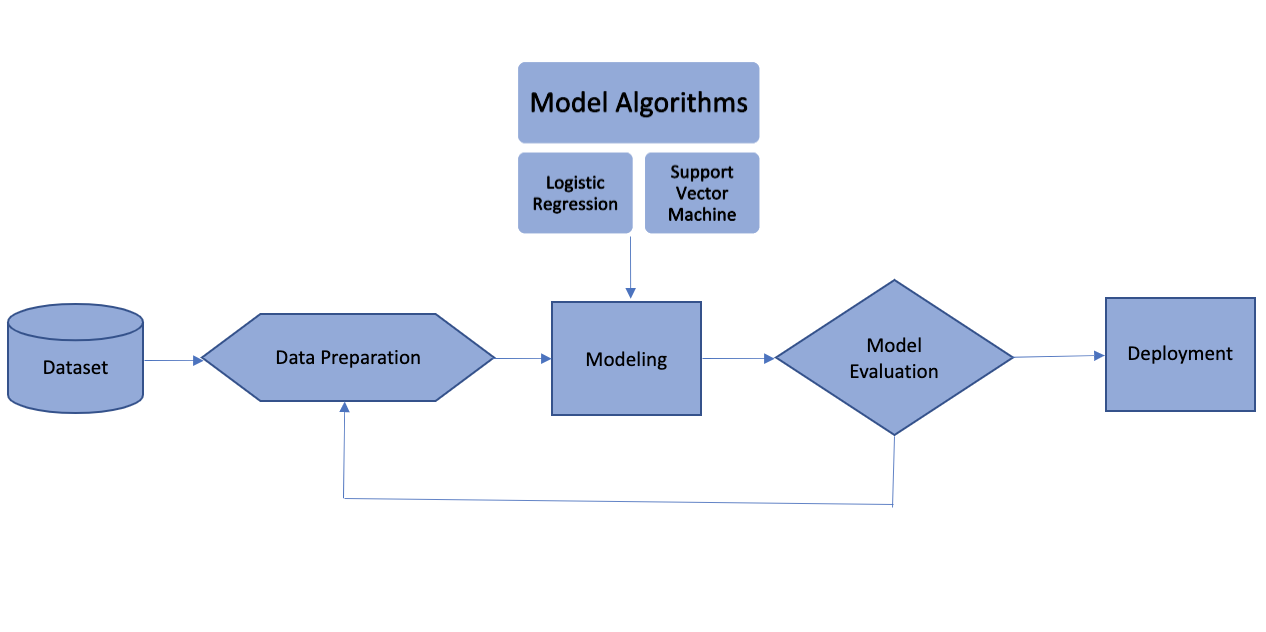 Model Algorithms
Logistic
Regression
Support
Vector
Machine
Dataset
Data Preparation
Modeling
Model
Evaluation
Deployment